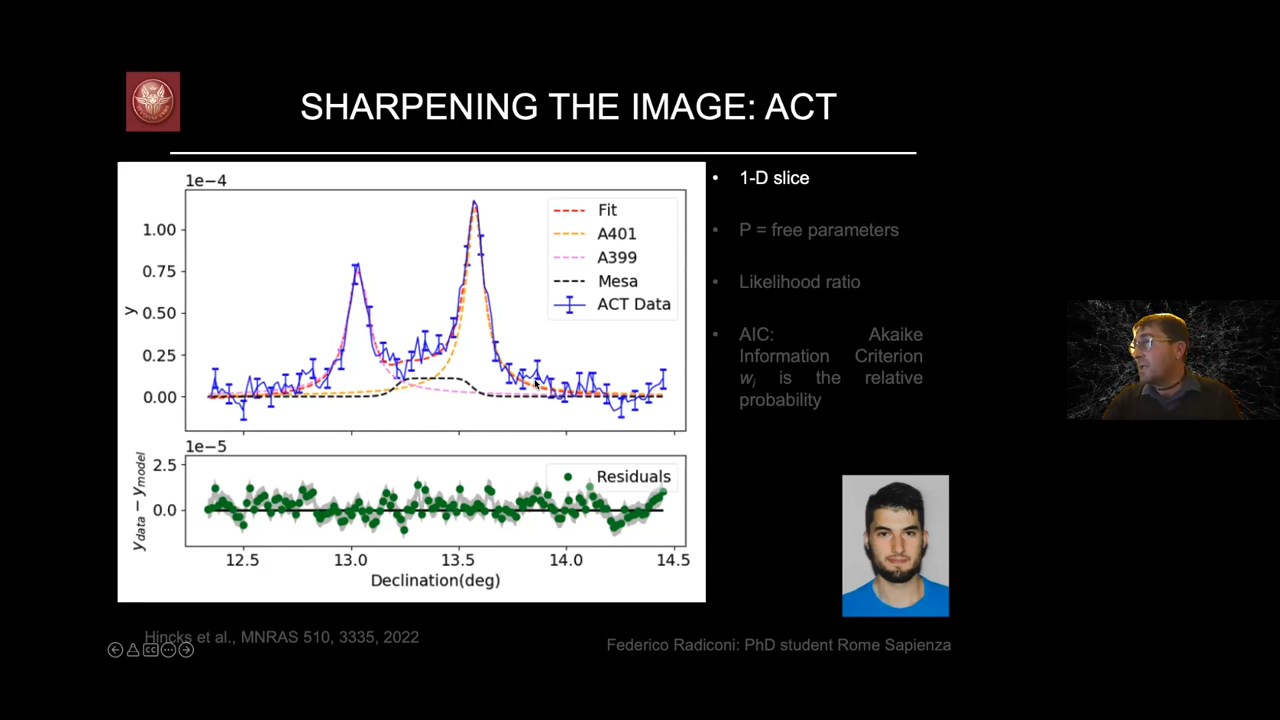 SHARPENING THE IMAGE: ACT
1e−4
1.00
0.75
0.50
0.25
0.00
y
Fit
A401
A399
Mesa
ACT Data
1e−5
2.5
0.0
y_data − y_model
Residuals
12.5 13.0 13.5 14.0 14.5
Declination(deg)
• 1-D slice
• P = free parameters
• Likelihood ratio
• AIC: Akaike
Information Criterion
w_i is the relative
probability
Hincks et al., MNRAS 510, 3335, 2022
Federico Radiconi: PhD student Rome Sapienza
CC